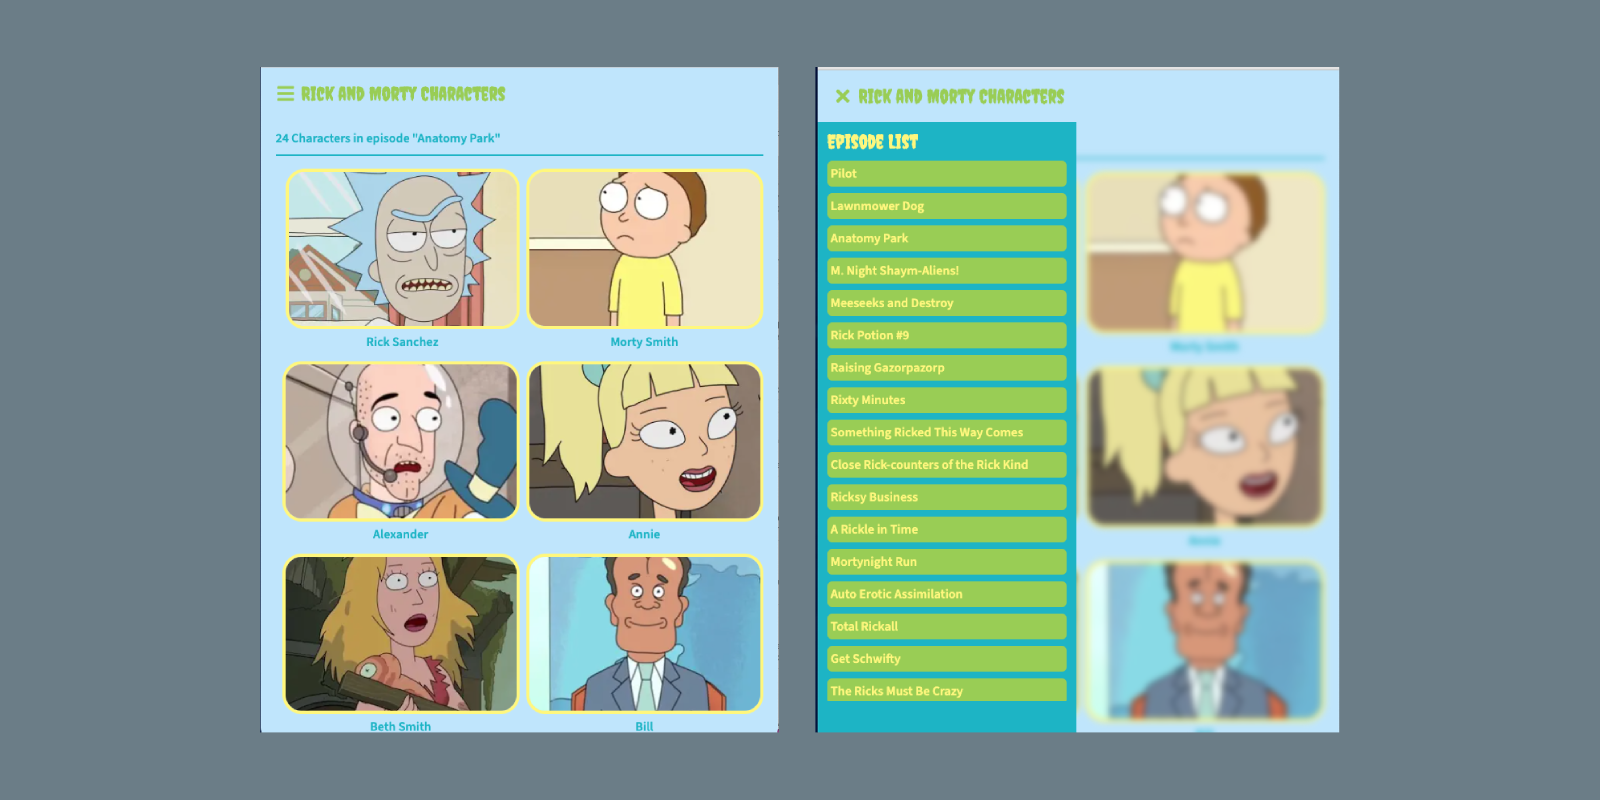 RICK AND MORTY CHARACTERS
24 Characters in episode "Anatomy Park"
Rick Sanchez
Morty Smith
Alexander
Annie
Beth Smith
Bill
RICK AND MORTY CHARACTERS
EPISODE LIST
Pilot
Lawnmower Dog
Anatomy Park
M. Night Shaym-Aliens!
Meeseeks and Destroy
Rick Potion #9
Raising Gazorpazorp
Rixty Minutes
Something Ricked This Way Comes
Close Rick-counters of the Rick Kind
Ricksy Business
A Rickle in Time
Mortynight Run
Auto Erotic Assimilation
Total Rickall
Get Schwifty
The Ricks Must Be Crazy
Morty Smith
Annie